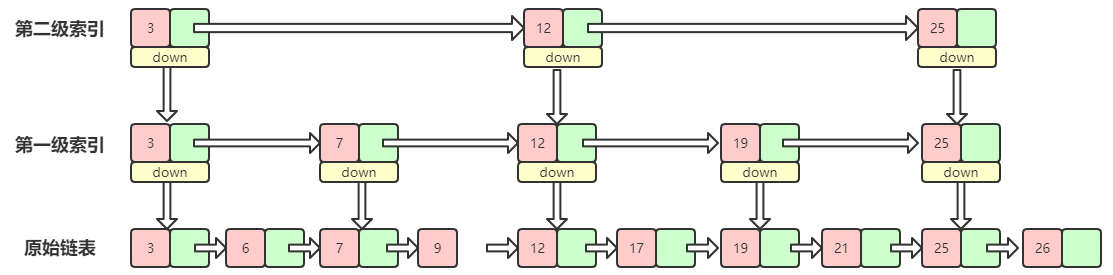 第二级索引 3 12 25
down down down
第一级索引 3 7 12 19 25
down down down down down
原始链表 3 6 7 9 12 17 19 21 25 26